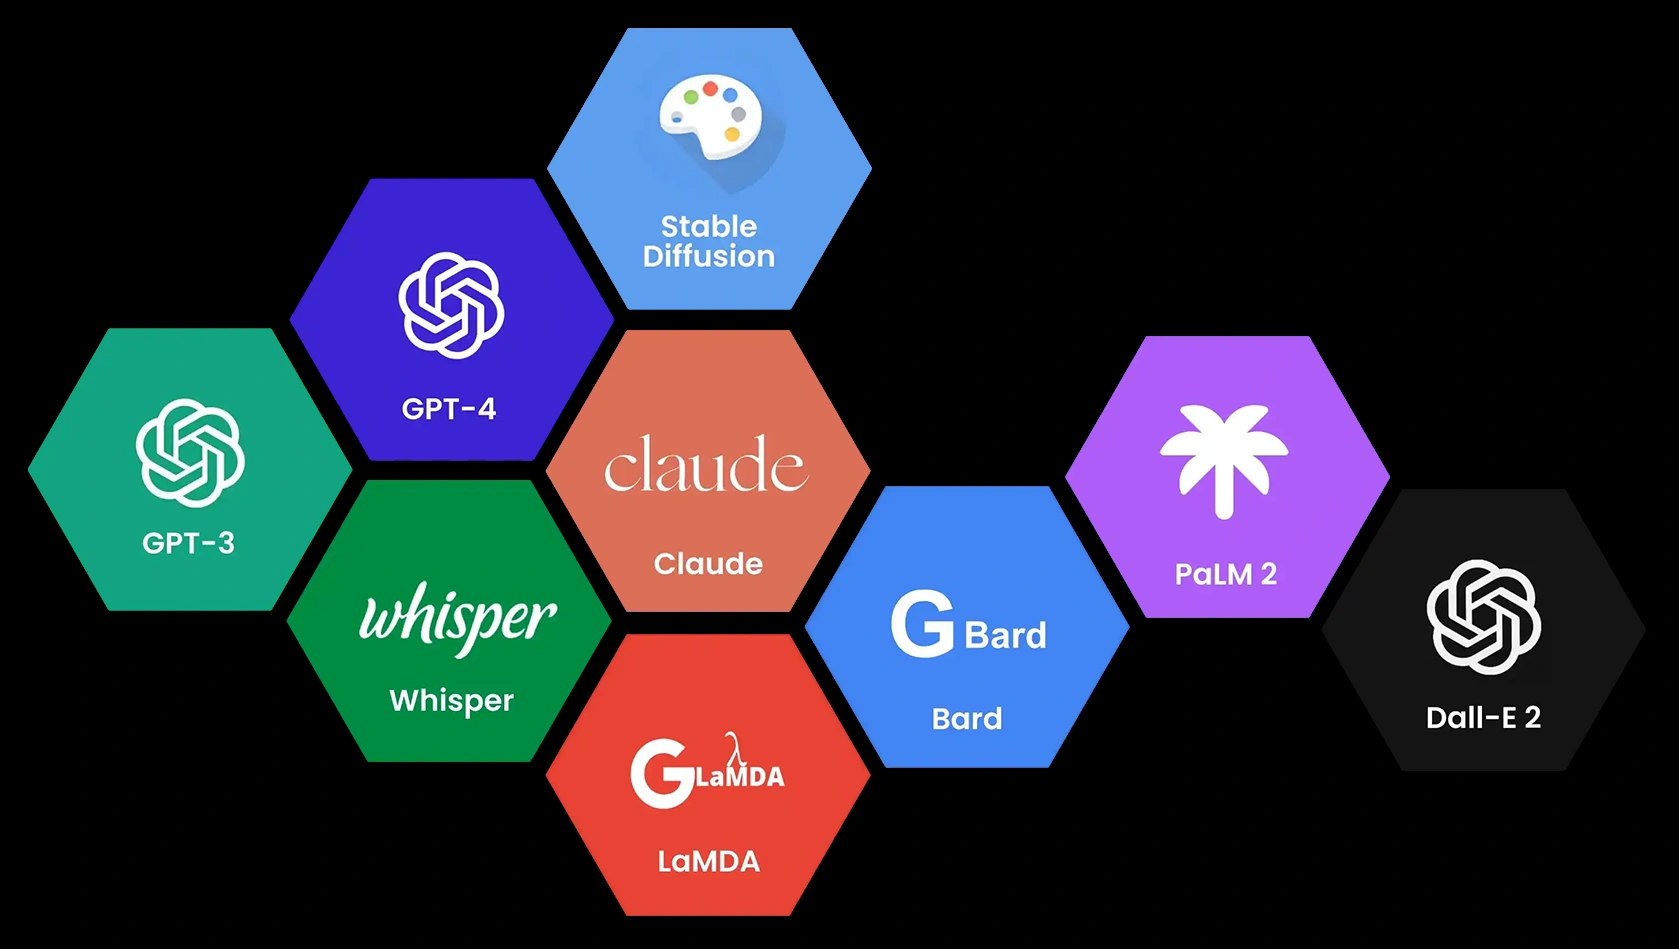 Stable
Diffusion
GPT-4
GPT-3
claude
Claude
whisper
Whisper
G Bard
Bard
PaLM 2
Dall-E 2
G LaMDA
λ
LaMDA